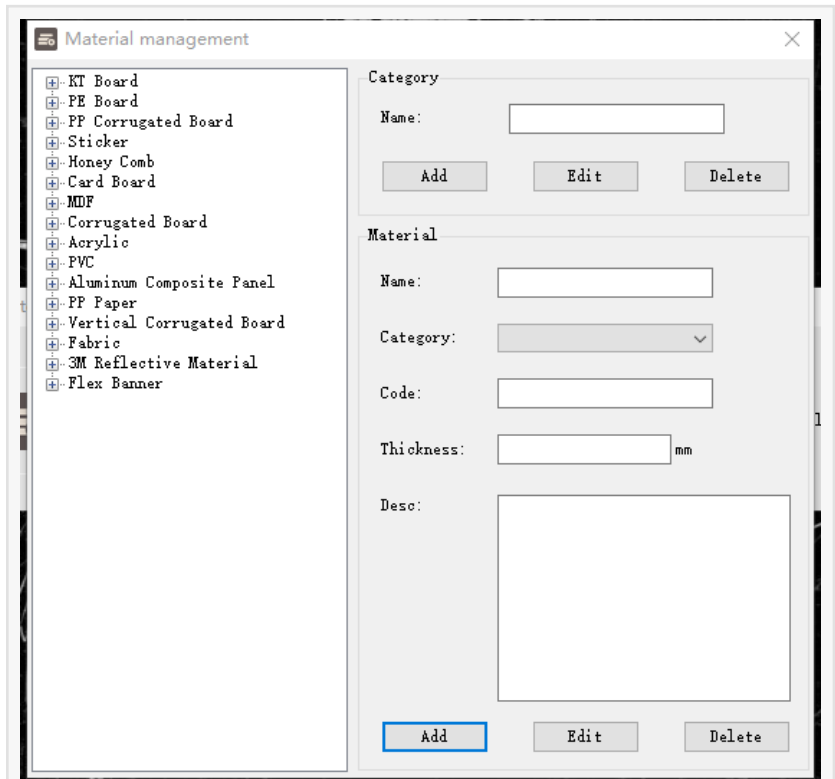 Material management
KT Board
PE Board
PP Corrugated Board
Sticker
Honey Comb
Card Board
MDF
Corrugated Board
Acrylic
PVC
Aluminum Composite Panel
PP Paper
Vertical Corrugated Board
Fabric
3M Reflective Material
Flex Banner
Category
Name:
Add Edit Delete
Material
Name:
Category:
Code:
Thickness: mm
Desc:
Add Edit Delete